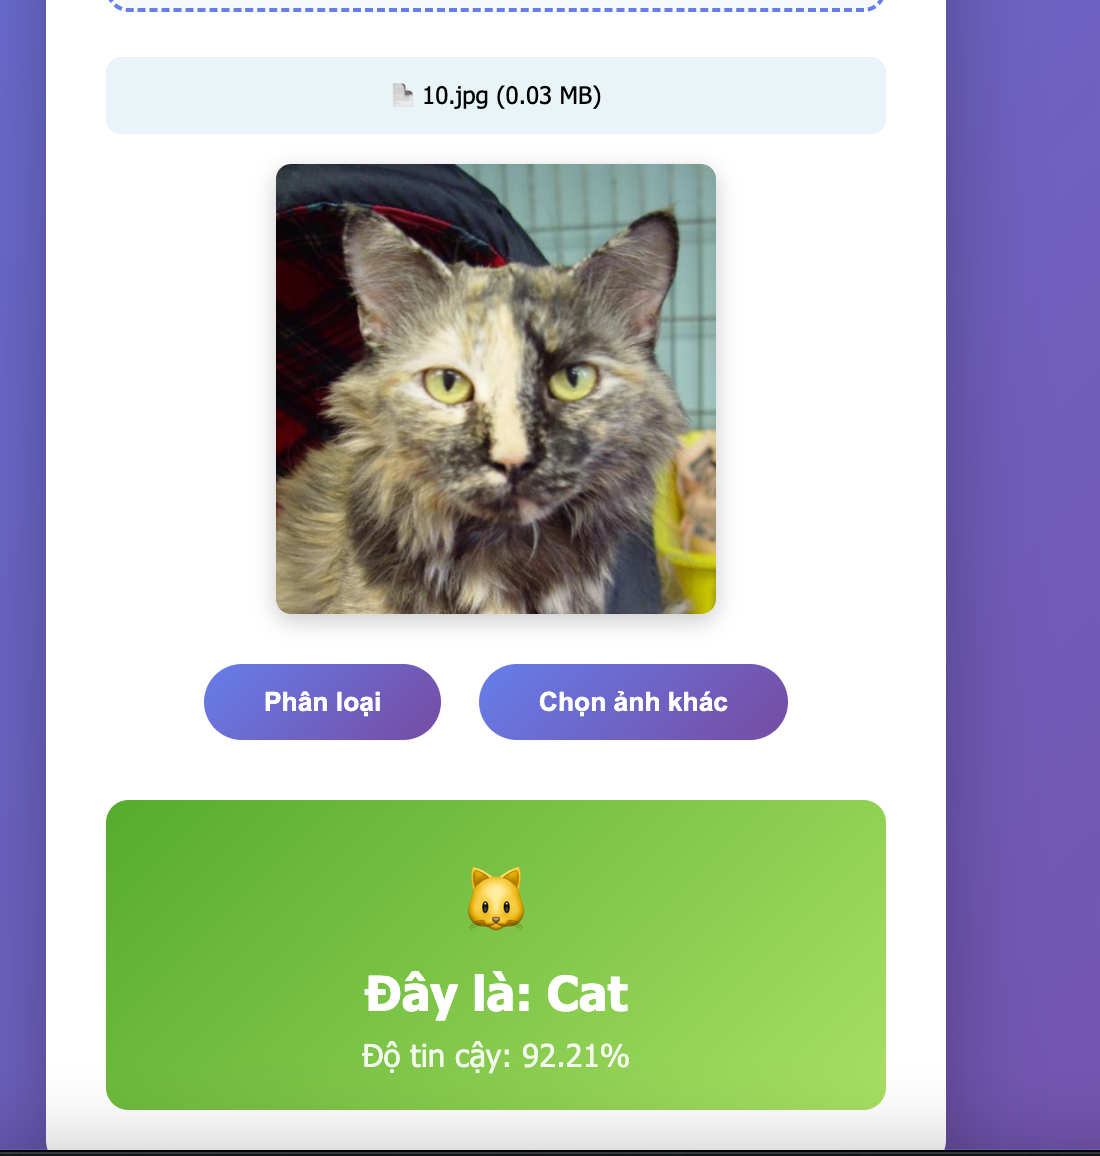 10.jpg (0.03 MB)
Phân loại
Chọn ảnh khác
Đây là: Cat
Độ tin cậy: 92.21%